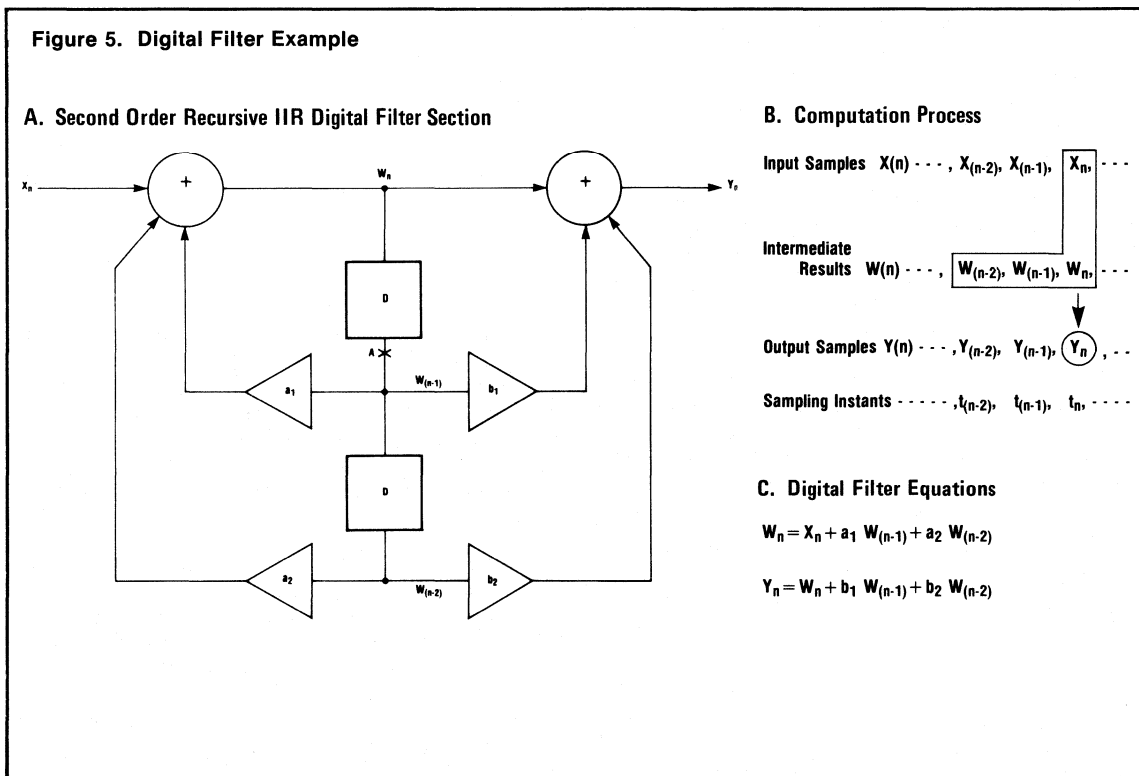 Figure 5. Digital Filter Example
A. Second Order Recursive IIR Digital Filter Section
Xn
+
Wn
+
Yn
D
A
a1
W(n-1)
b1
D
a2
W(n-2)
b2
B. Computation Process
Input Samples X(n) - - - , X(n-2), X(n-1), Xn, - - - -
Intermediate
Results W(n) - - - , W(n-2), W(n-1), Wn, - - - -
Output Samples Y(n) - - - , Y(n-2), Y(n-1), Yn , - -
Sampling Instants - - - - - ,t(n-2), t(n-1), tn, - - - -
C. Digital Filter Equations
Wn = Xn + a1 W(n-1) + a2 W(n-2)
Yn = Wn + b1 W(n-1) + b2 W(n-2)